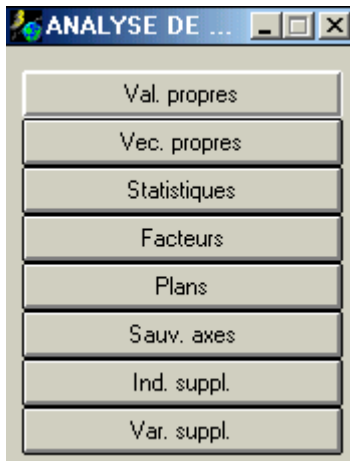 ANALYSE DE ...
Val. propres
Vec. propres
Statistiques
Facteurs
Plans
Sauv. axes
Ind. suppl.
Var. suppl.